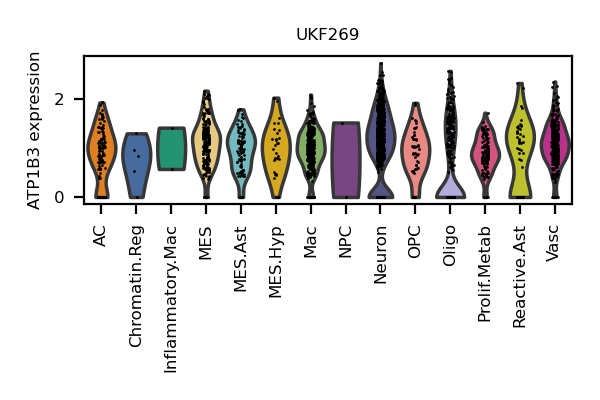 UKF269
ATP1B3 expression
2
0
AC
Chromatin.Reg
Inflammatory.Mac
MES
MES.Ast
MES.Hyp
Mac
NPC
Neuron
OPC
Oligo
Prolif.Metab
Reactive.Ast
Vasc